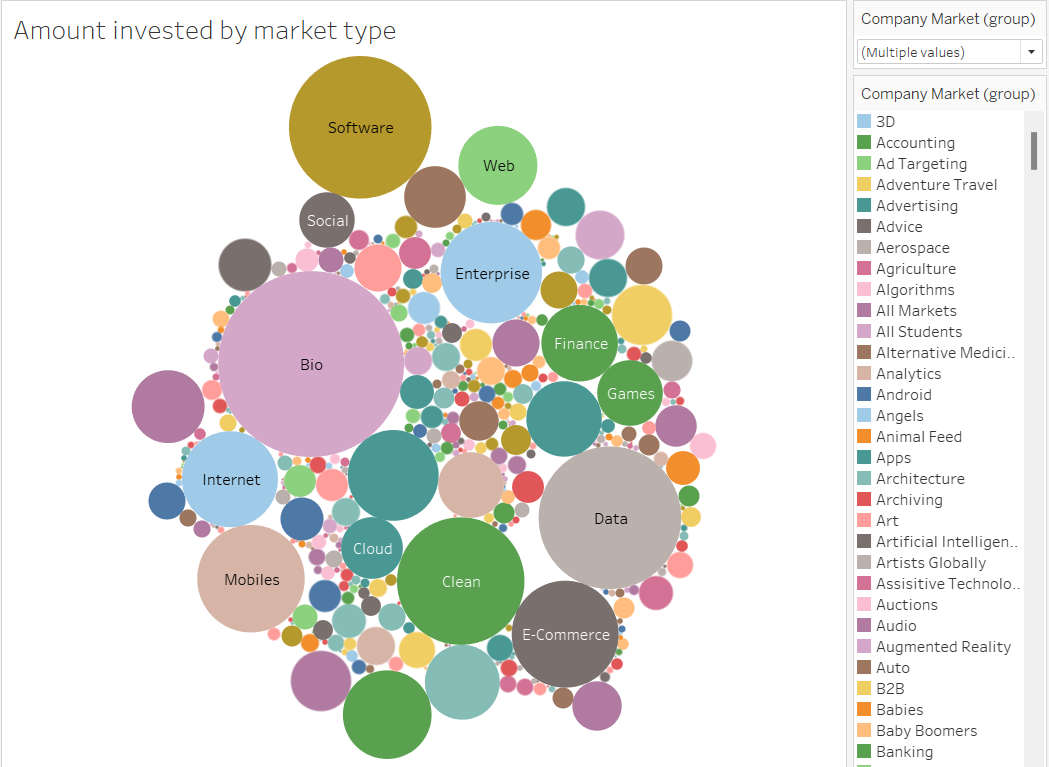 Amount invested by market type
Software
Web
Social
Enterprise
Finance
Bio
Games
Internet
Data
Cloud
Mobiles
Clean
E-Commerce
Company Market (group)
(Multiple values)
Company Market (group)
3D
Accounting
Ad Targeting
Adventure Travel
Advertising
Advice
Aerospace
Agriculture
Algorithms
All Markets
All Students
Alternative Medici..
Analytics
Android
Angels
Animal Feed
Apps
Architecture
Archiving
Art
Artificial Intelligen..
Artists Globally
Assisitive Technolo..
Auctions
Audio
Augmented Reality
Auto
B2B
Babies
Baby Boomers
Banking